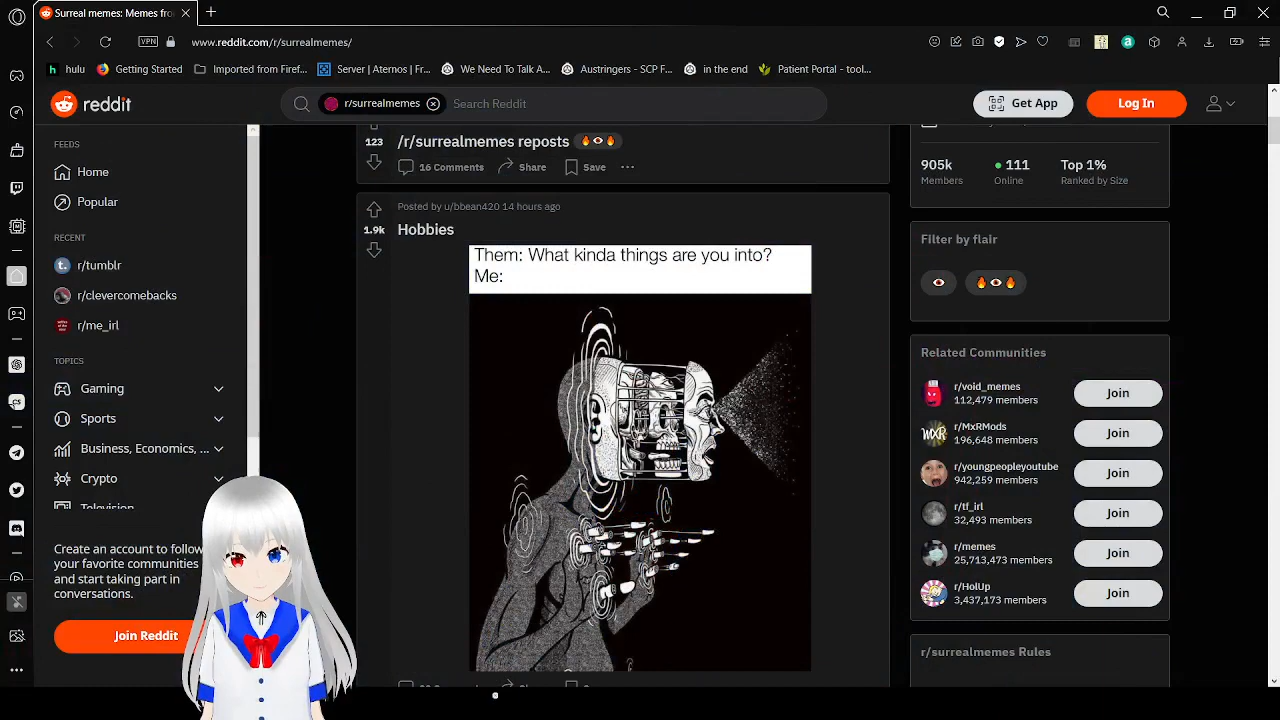 Surreal memes: Memes fro
VPN
www.reddit.com/r/surrealmemes/
hulu
Getting Started
Imported from Firef...
Server | Aternos | Fr...
We Need To Talk A...
Austringers - SCP F...
in the end
Patient Portal - tool...
reddit
r/surrealmemes
Search Reddit
Get App
Log In
FEEDS
Home
Popular
RECENT
r/tumblr
r/clevercomebacks
r/me_irl
TOPICS
Gaming
Sports
Business, Economics, ...
Crypto
Television
Create an account to follow
your favorite communities
and start taking part in
conversations.
Join Reddit
123
/r/surrealmemes reposts
16 Comments
Share
Save
Posted by u/bbean420 14 hours ago
1.9k
Hobbies
Them: What kinda things are you into?
Me:
905k
Members
111
Online
Top 1%
Ranked by Size
Filter by flair
Related Communities
r/void_memes
112,479 members
Join
r/MxRMods
196,648 members
Join
r/youngpeopleyoutube
942,259 members
Join
r/tf_irl
32,493 members
Join
r/memes
25,713,473 members
Join
r/HolUp
3,437,173 members
Join
r/surrealmemes Rules